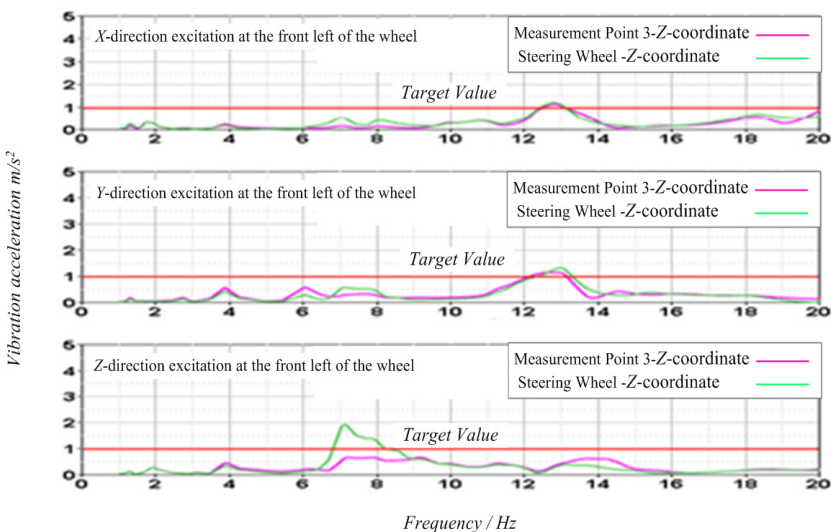 Vibration acceleration m/s²
5
4
3
2
1
0
X-direction excitation at the front left of the wheel
Measurement Point 3-Z-coordinate
Steering Wheel -Z-coordinate
Target Value
0 2 4 6 8 10 12 14 16 18 20
5
4
3
2
1
0
Y-direction excitation at the front left of the wheel
Measurement Point 3-Z-coordinate
Steering Wheel -Z-coordinate
Target Value
0 2 4 6 8 10 12 14 16 18 20
5
4
3
2
1
0
Z-direction excitation at the front left of the wheel
Measurement Point 3-Z-coordinate
Steering Wheel -Z-coordinate
Target Value
0 2 4 6 8 10 12 14 16 18 20
Frequency / Hz